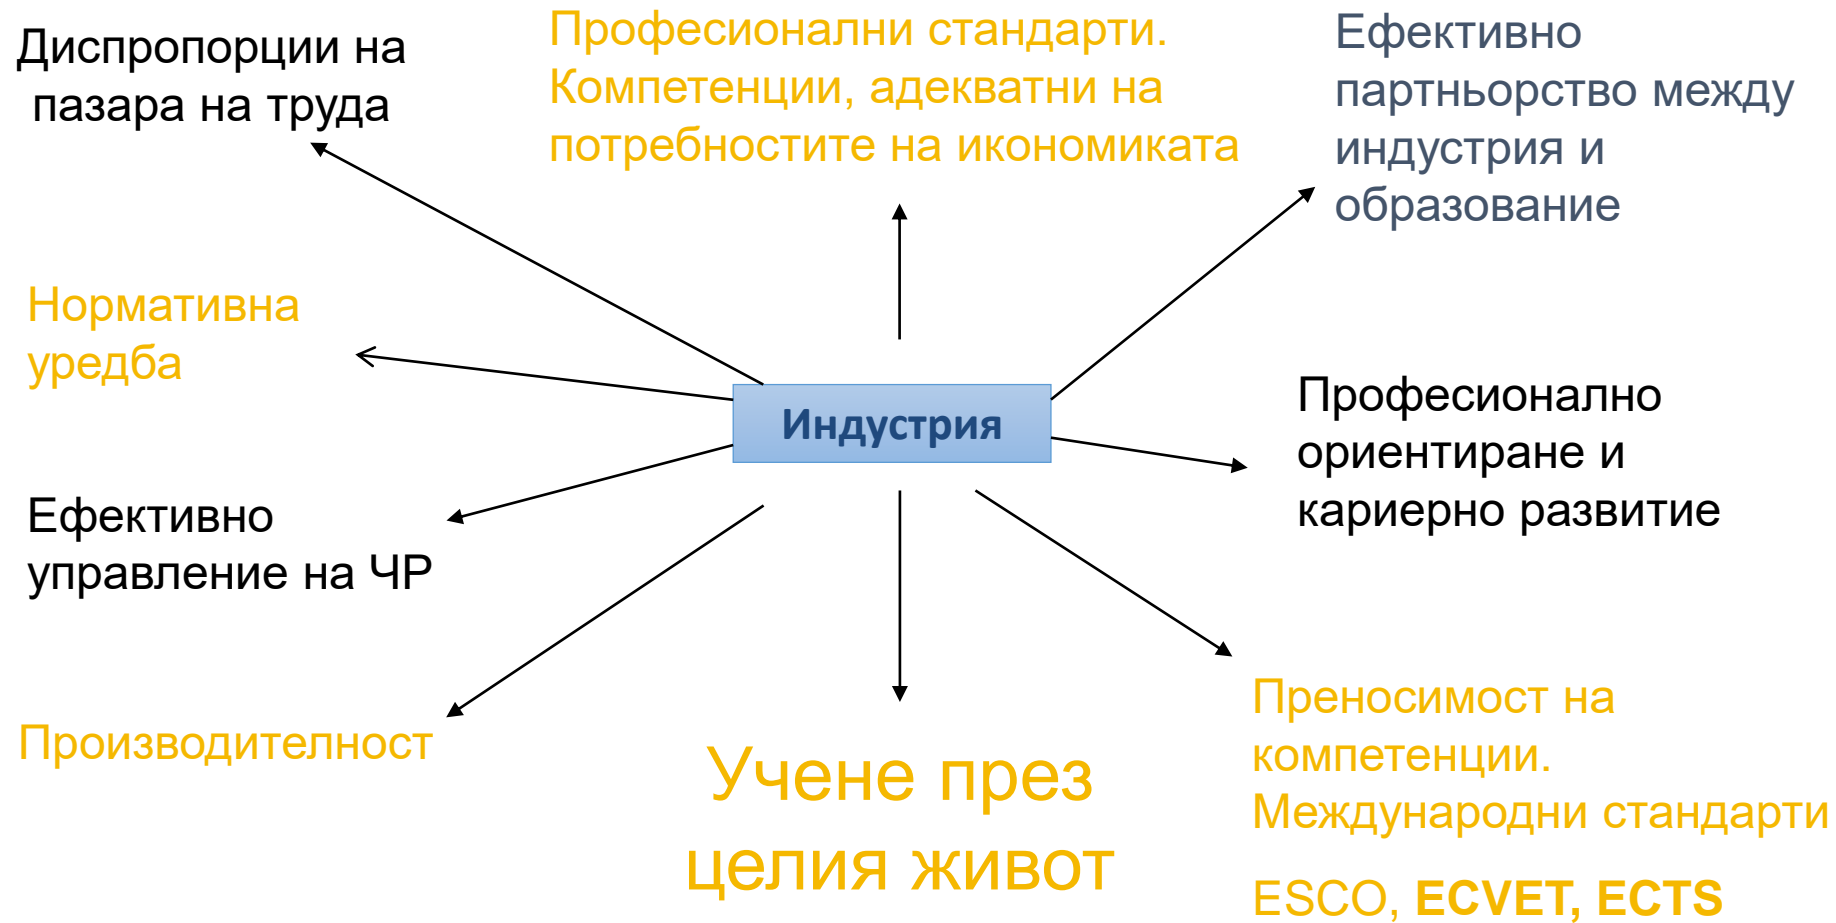 Диспропорции на
пазара на труда
Професионални стандарти.
Компетенции, адекватни на
потребностите на икономиката
Ефективно
партньорство между
индустрия и
образование
Нормативна
уредба
Индустрия
Професионално
ориентиране и
кариерно развитие
Ефективно
управление на ЧР
Производителност
Учене през
целия живот
Преносимост на
компетенции.
Международни стандарти
ESCO, ECVET, ECTS